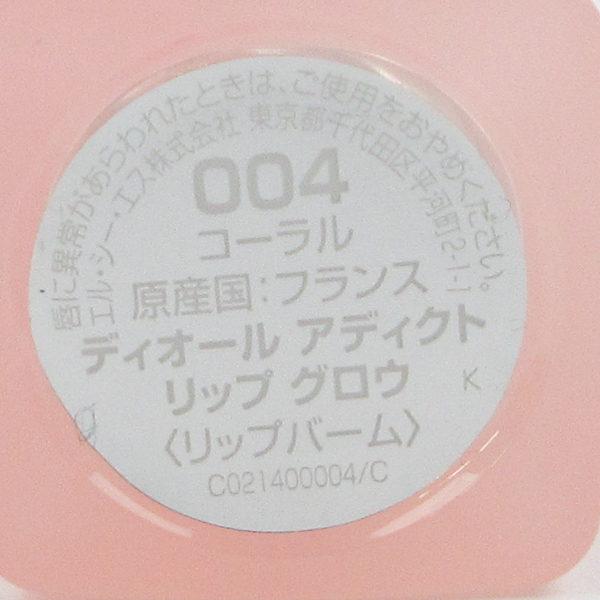 唇に異常があらわれたときは、ご使用をおやめください。
エル・シー・エス株式会社 東京都千代田区平河町2-1-1
004
コーラル
原産国:フランス
ディオール アディクト
リップ グロウ
K
〈リップバーム〉
C021400004/C